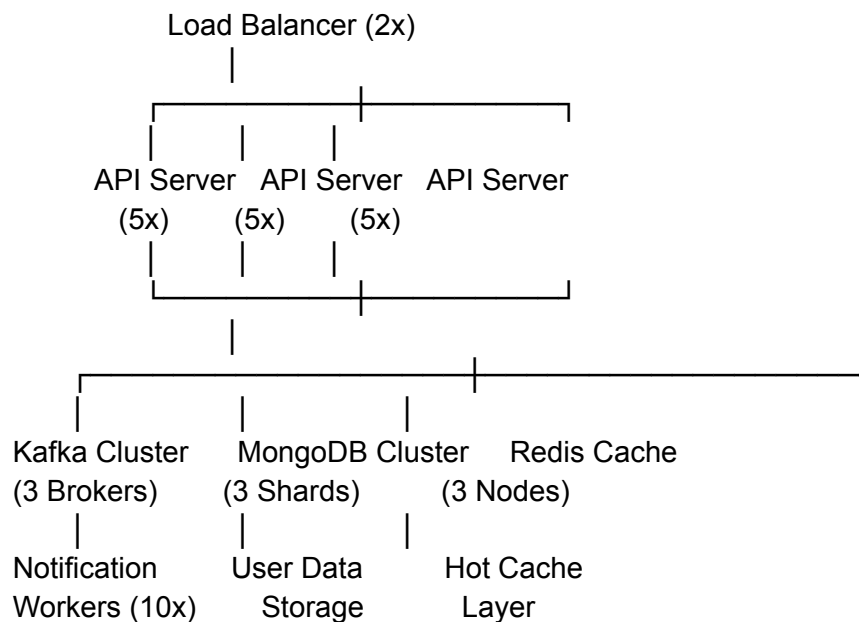 Load Balancer (2x)
API Server API Server API Server
(5x) (5x) (5x)
Kafka Cluster MongoDB Cluster Redis Cache
(3 Brokers) (3 Shards) (3 Nodes)
Notification User Data Hot Cache
Workers (10x) Storage Layer